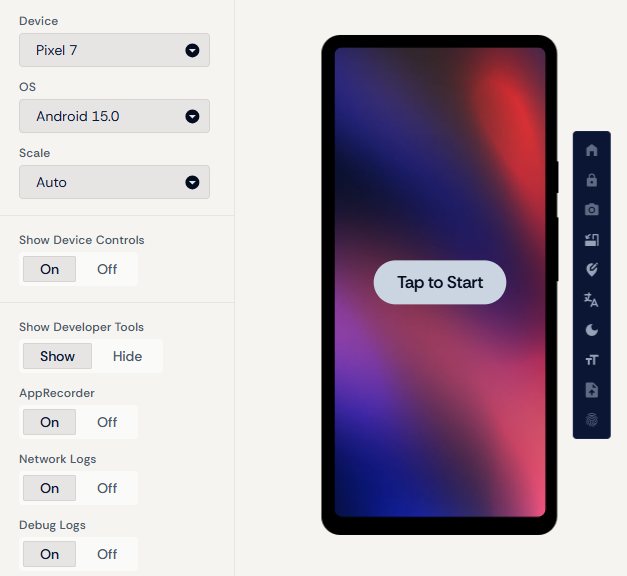 Device
Pixel 7
OS
Android 15.0
Scale
Auto
Show Device Controls
On Off
Show Developer Tools
Show Hide
AppRecorder
On Off
Network Logs
On Off
Debug Logs
On Off
Tap to Start